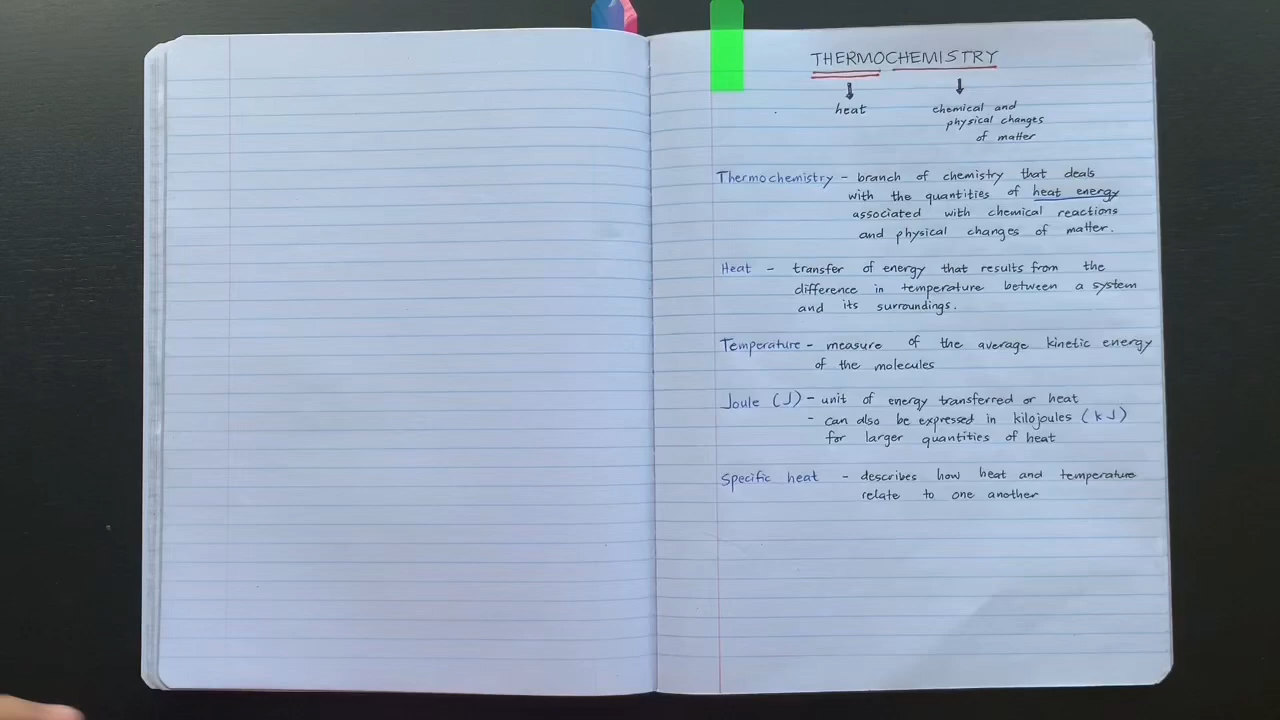 THERMOCHEMISTRY
heat
chemical and
physical changes
of matter
Thermochemistry - branch of chemistry that deals
with the quantities of heat energy
associated with chemical reactions
and physical changes of matter.
Heat - transfer of energy that results from the
difference in temperature between a system
and its surroundings.
Temperature - measure of the average kinetic energy
of the molecules
Joule (J) - unit of energy transferred or heat
- can also be expressed in kilojoules (kJ)
for larger quantities of heat
Specific heat - describes how heat and temperature
relate to one another